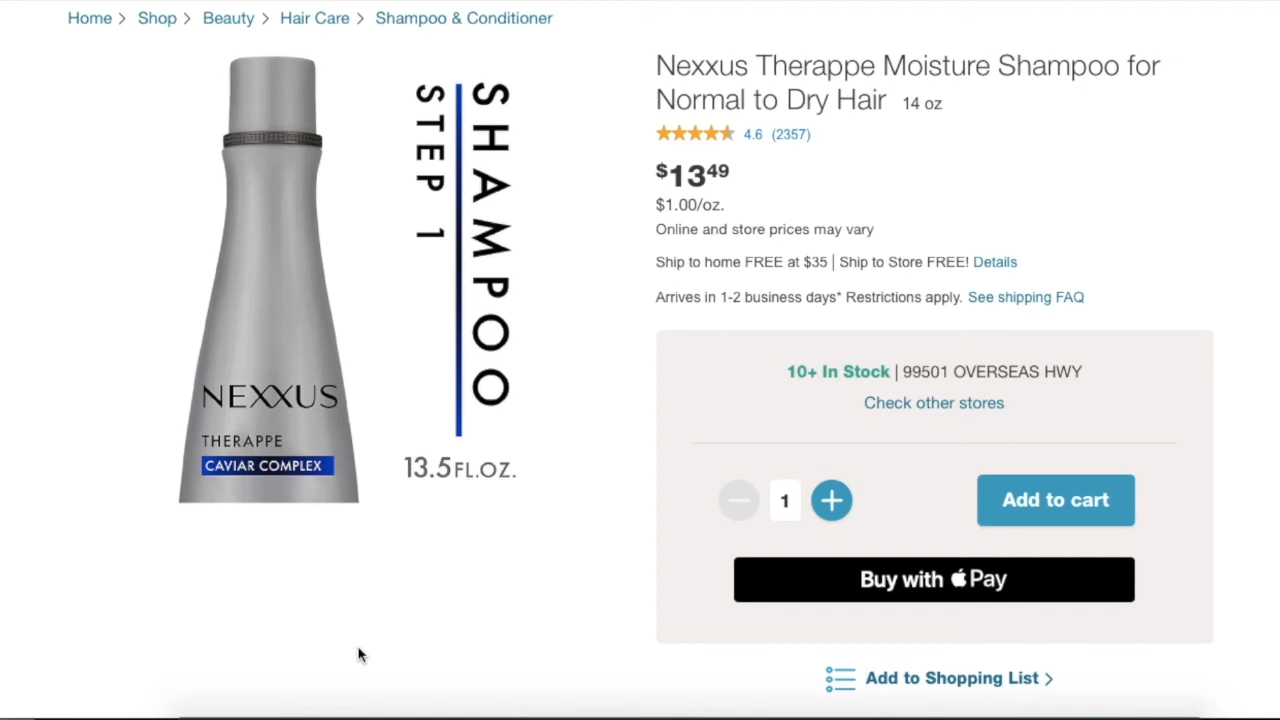 Home > Shop > Beauty > Hair Care > Shampoo & Conditioner
STEP 1
SHAMPOO
13.5FL.OZ.
NEXXUS
THERAPPE
CAVIAR COMPLEX
Nexxus Therappe Moisture Shampoo for
Normal to Dry Hair 14 oz
4.6 (2357)
$13 49
$1.00/oz.
Online and store prices may vary
Ship to home FREE at $35 | Ship to Store FREE! Details
Arrives in 1-2 business days* Restrictions apply. See shipping FAQ
10+ In Stock | 99501 OVERSEAS HWY
Check other stores
1
Add to cart
Buy with Pay
Add to Shopping List >